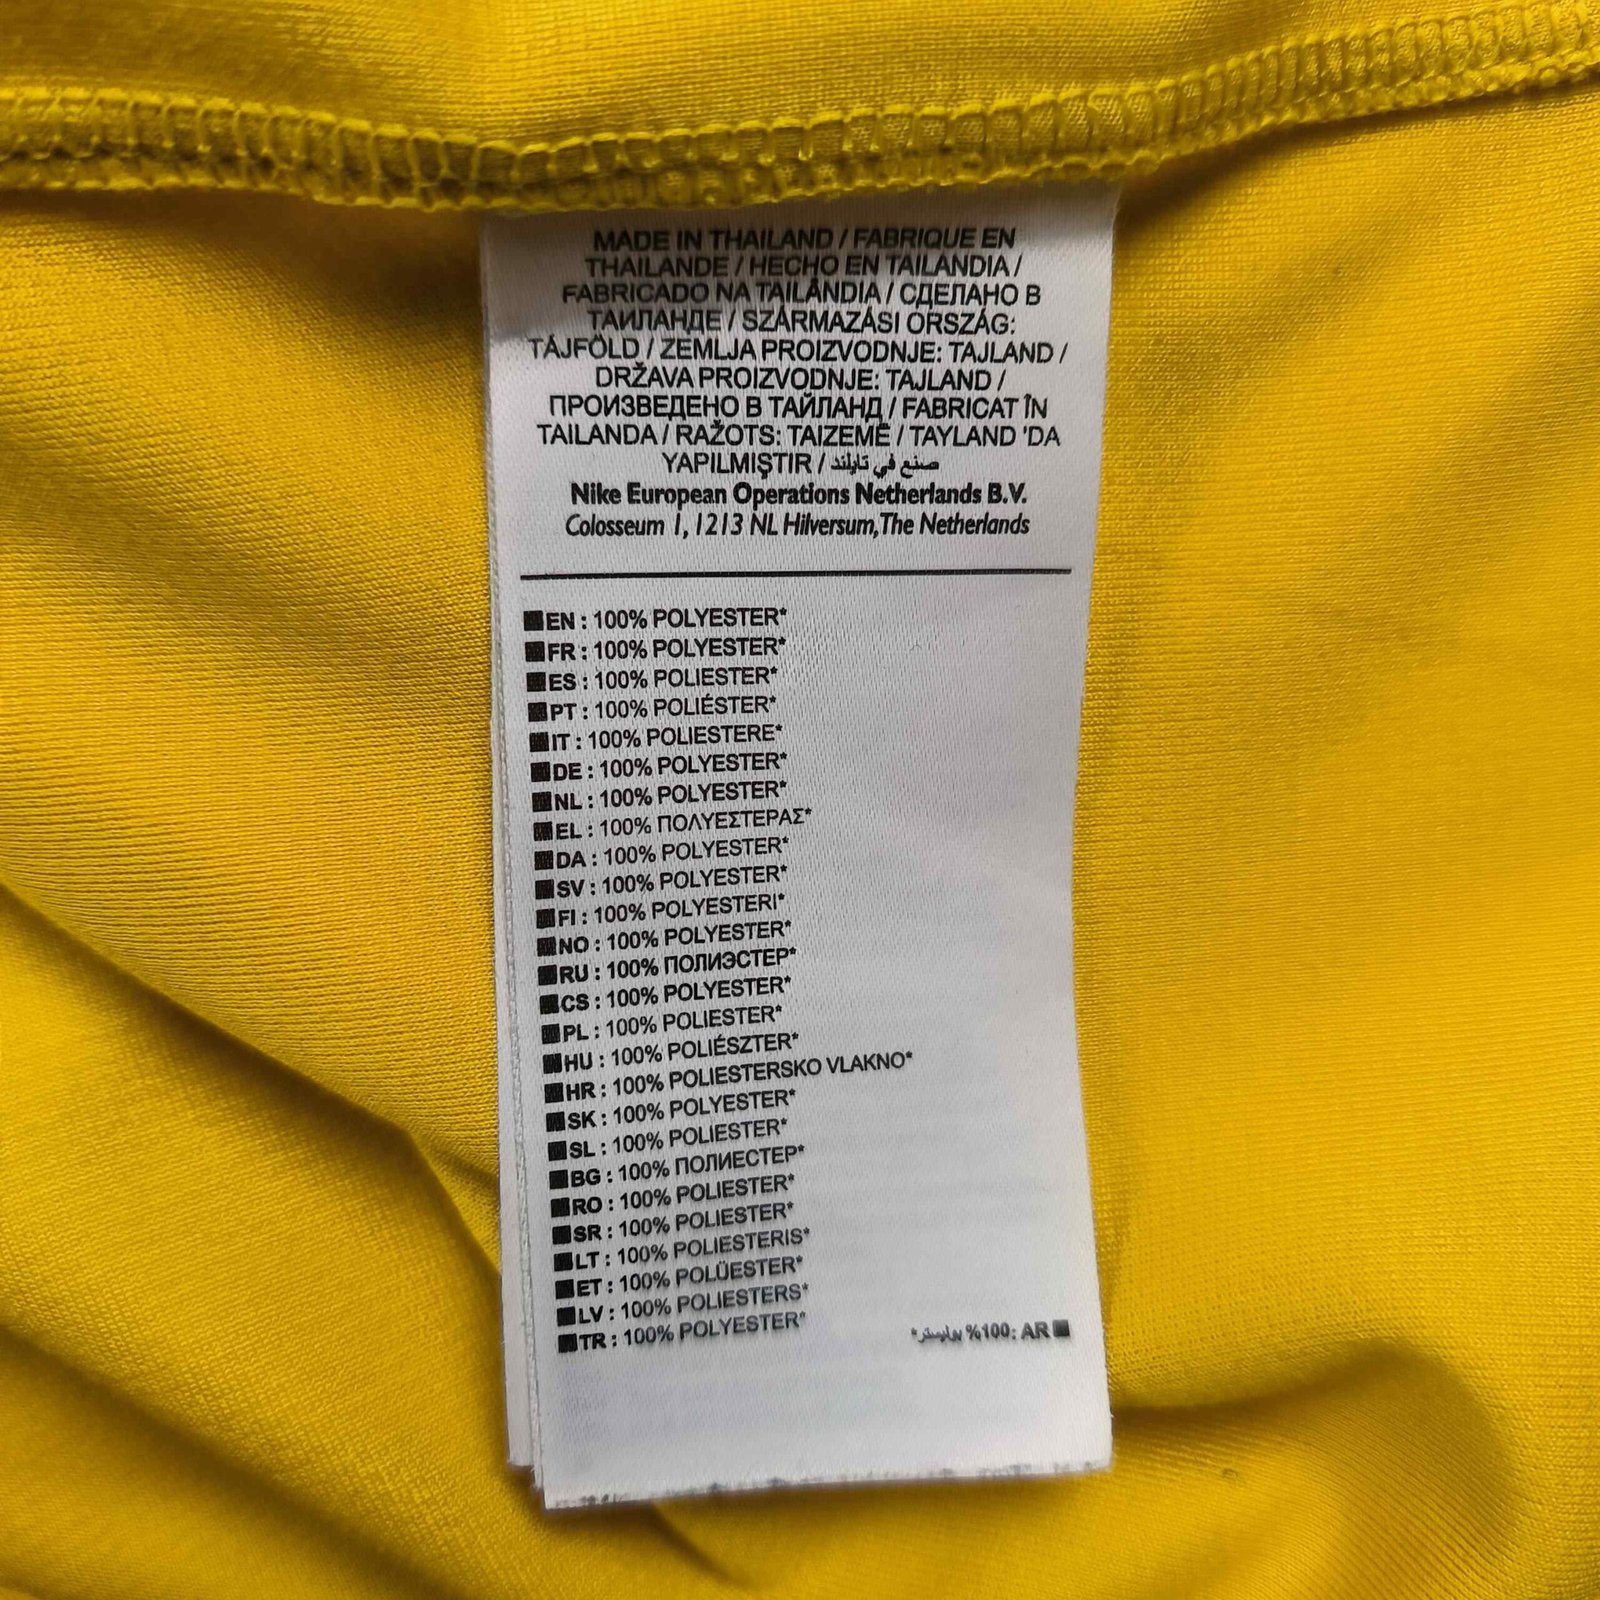 MADE IN THAILAND / FABRIQUE EN
THAILANDE / HECHO EN TAILANDIA /
FABRICADO NA TAILÂNDIA / СДЕЛАНО В
ТАИЛАНДЕ / SZÁRMAZÁSI ORSZÁG:
TÁJFÖLD / ZEMLJA PROIZVODNJE: TAJLAND /
DRŽAVA PROIZVODNJE: TAJLAND /
ПРОИЗВЕДЕНО В ТАЙЛАНД / FABRICAT ÎN
TAILANDA / RAŽOTS: TAIZEMĒ / TAYLAND 'DA
YAPILMIŞTIR / صنع في تايلند
Nike European Operations Netherlands B.V.
Colosseum 1, 1213 NL Hilversum, The Netherlands
EN : 100% POLYESTER*
FR : 100% POLYESTER*
ES : 100% POLIESTER*
PT : 100% POLIÉSTER*
IT : 100% POLIESTERE*
DE : 100% POLYESTER*
NL : 100% POLYESTER*
EL : 100% ΠΟΛΥΕΣΤΕΡΑΣ*
DA : 100% POLYESTER*
SV : 100% POLYESTER*
FI : 100% POLYESTERI*
NO : 100% POLYESTER*
RU : 100% ПОЛИЭСТЕР*
CS : 100% POLYESTER*
PL : 100% POLIESTER*
HU : 100% POLIÉSZTER*
HR : 100% POLIESTERSKO VLAKNO*
SK : 100% POLYESTER*
SL : 100% POLIESTER*
BG : 100% ПОЛИЕСТЕР*
RO : 100% POLIESTER*
SR : 100% POLIESTER*
LT : 100% POLIESTERIS*
ET : 100% POLÜESTER*
LV : 100% POLIESTERS*
TR : 100% POLYESTER*
AR :100% بوليستر*